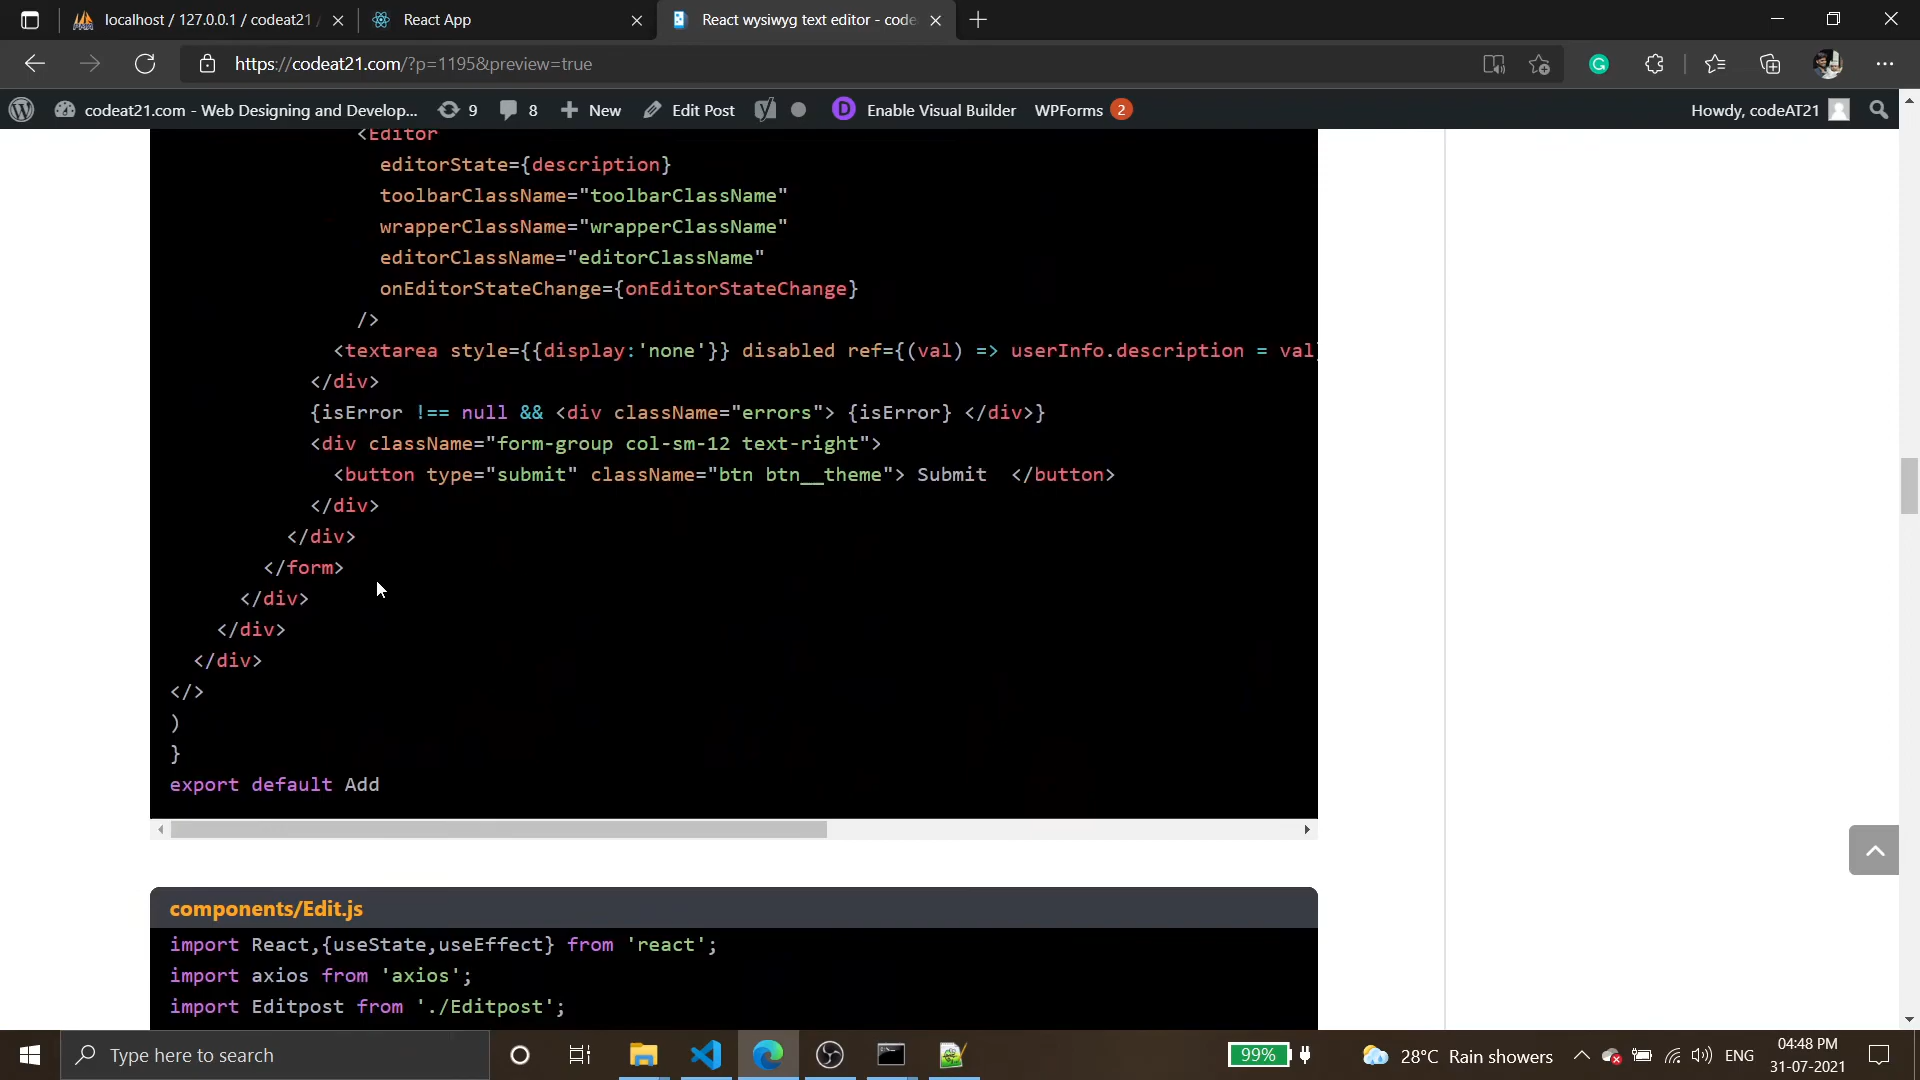 localhost / 127.0.0.1 / codeat21
React App
React wysiwyg text editor - code
https://codeat21.com/?p=1195&preview=true
codeat21.com - Web Designing and Develop... 9 8 New Edit Post Enable Visual Builder WPForms 2 Howdy, codeAT21
<Editor
editorState={description}
toolbarClassName="toolbarClassName"
wrapperClassName="wrapperClassName"
editorClassName="editorClassName"
onEditorStateChange={onEditorStateChange}
/>
<textarea style={{display:'none'}} disabled ref={(val) => userInfo.description = val}
</div>
{isError !== null && <div className="errors"> {isError} </div>}
<div className="form-group col-sm-12 text-right">
<button type="submit" className="btn btn__theme"> Submit  </button>
</div>
</div>
</form>
</div>
</div>
</div>
</>
)
}
export default Add
components/Edit.js
import React,{useState,useEffect} from 'react';
import axios from 'axios';
import Editpost from './Editpost';
Type here to search
99%
28°C Rain showers
ENG
04:48 PM
31-07-2021